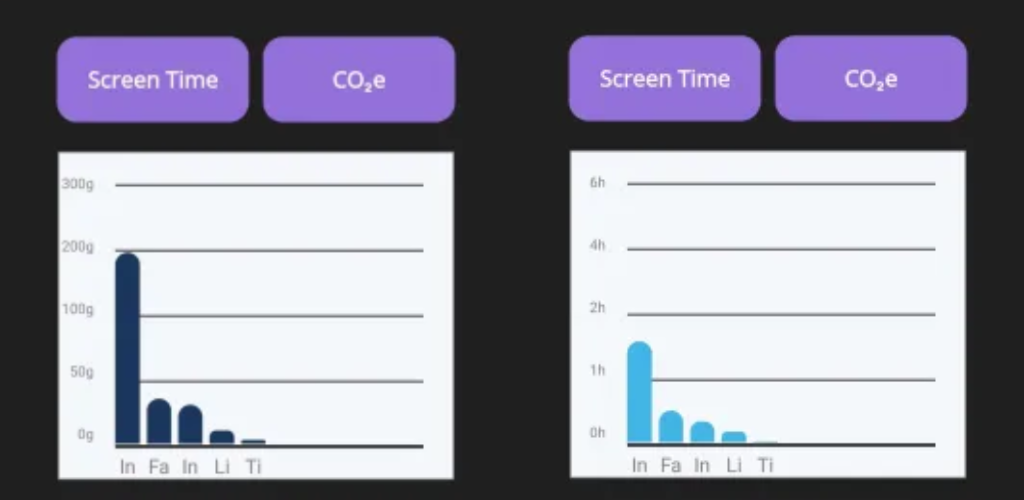 Screen Time CO₂e
300g
200g
100g
50g
0g
In Fa In Li Ti
Screen Time CO₂e
6h
4h
2h
1h
0h
In Fa In Li Ti